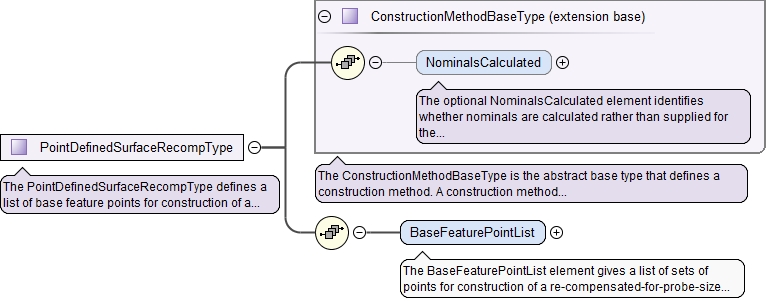 ConstructionMethodBaseType (extension base)
NominalsCalculated
The optional NominalsCalculated element identifies
whether nominals are calculated rather than supplied for
the...
PointDefinedSurfaceRecompType
The PointDefinedSurfaceRecompType defines a
list of base feature points for construction of a...
The ConstructionMethodBaseType is the abstract base type that defines a
construction method. A construction method...
BaseFeaturePointList
The BaseFeaturePointList element gives a list of sets of
points for construction of a re-compensated-for-probe-size...